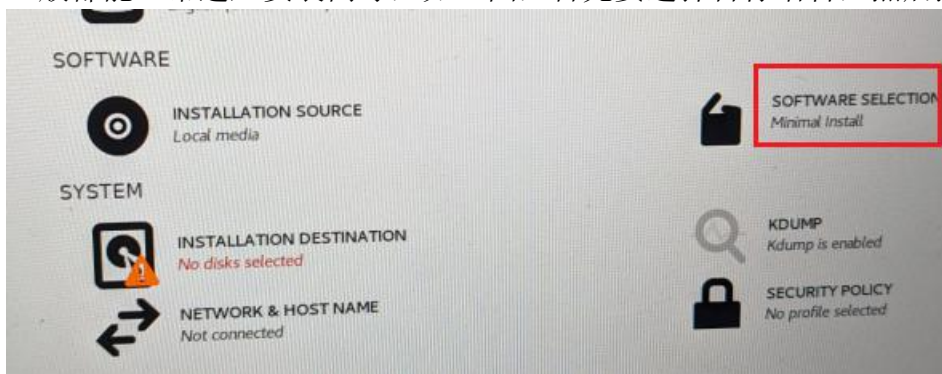 SOFTWARE
INSTALLATION SOURCE
Local media
SOFTWARE SELECTION
Minimal Install
SYSTEM
INSTALLATION DESTINATION
No disks selected
KDUMP
Kdump is enabled
NETWORK & HOST NAME
Not connected
SECURITY POLICY
No profile selected